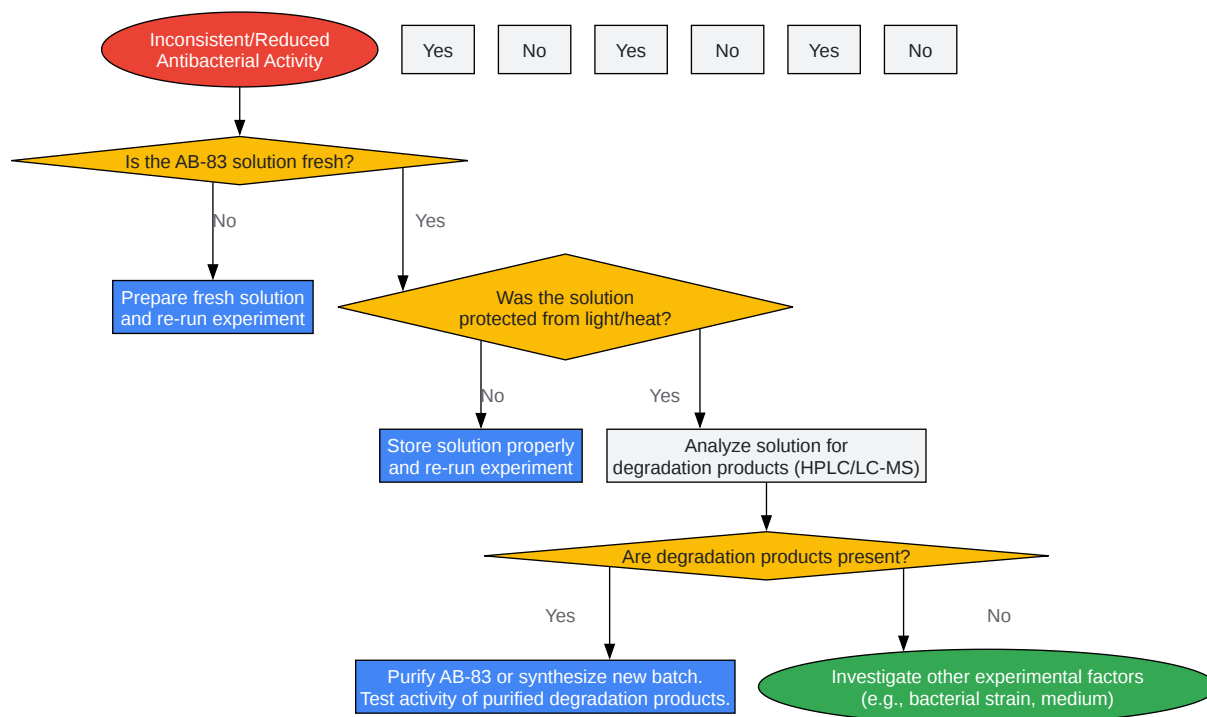 Inconsistent/Reduced
Antibacterial Activity
Yes
No
Yes
No
Yes
No
Is the AB-83 solution fresh?
No
Yes
Prepare fresh solution
and re-run experiment
Was the solution
protected from light/heat?
No
Yes
Store solution properly
and re-run experiment
Analyze solution for
degradation products (HPLC/LC-MS)
Are degradation products present?
Yes
No
Purify AB-83 or synthesize new batch.
Test activity of purified degradation products.
Investigate other experimental factors
(e.g., bacterial strain, medium)